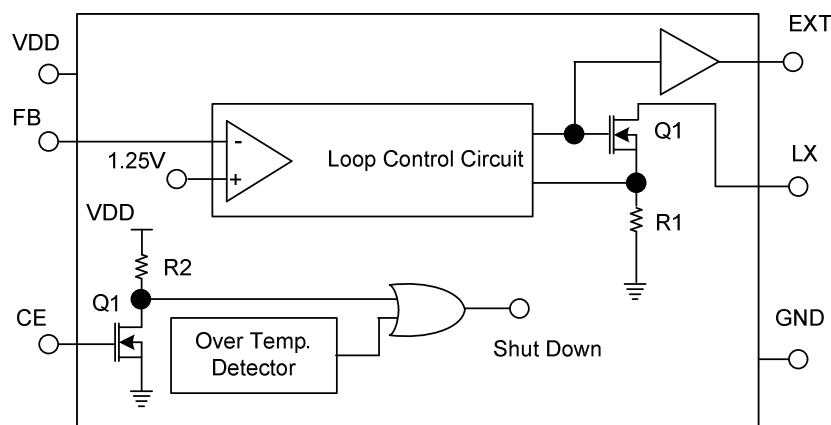 VDD
EXT
FB
1.25V
-
+
Loop Control Circuit
Q1
LX
VDD
R1
R2
Q1
CE
Over Temp.
Detector
Shut Down
GND